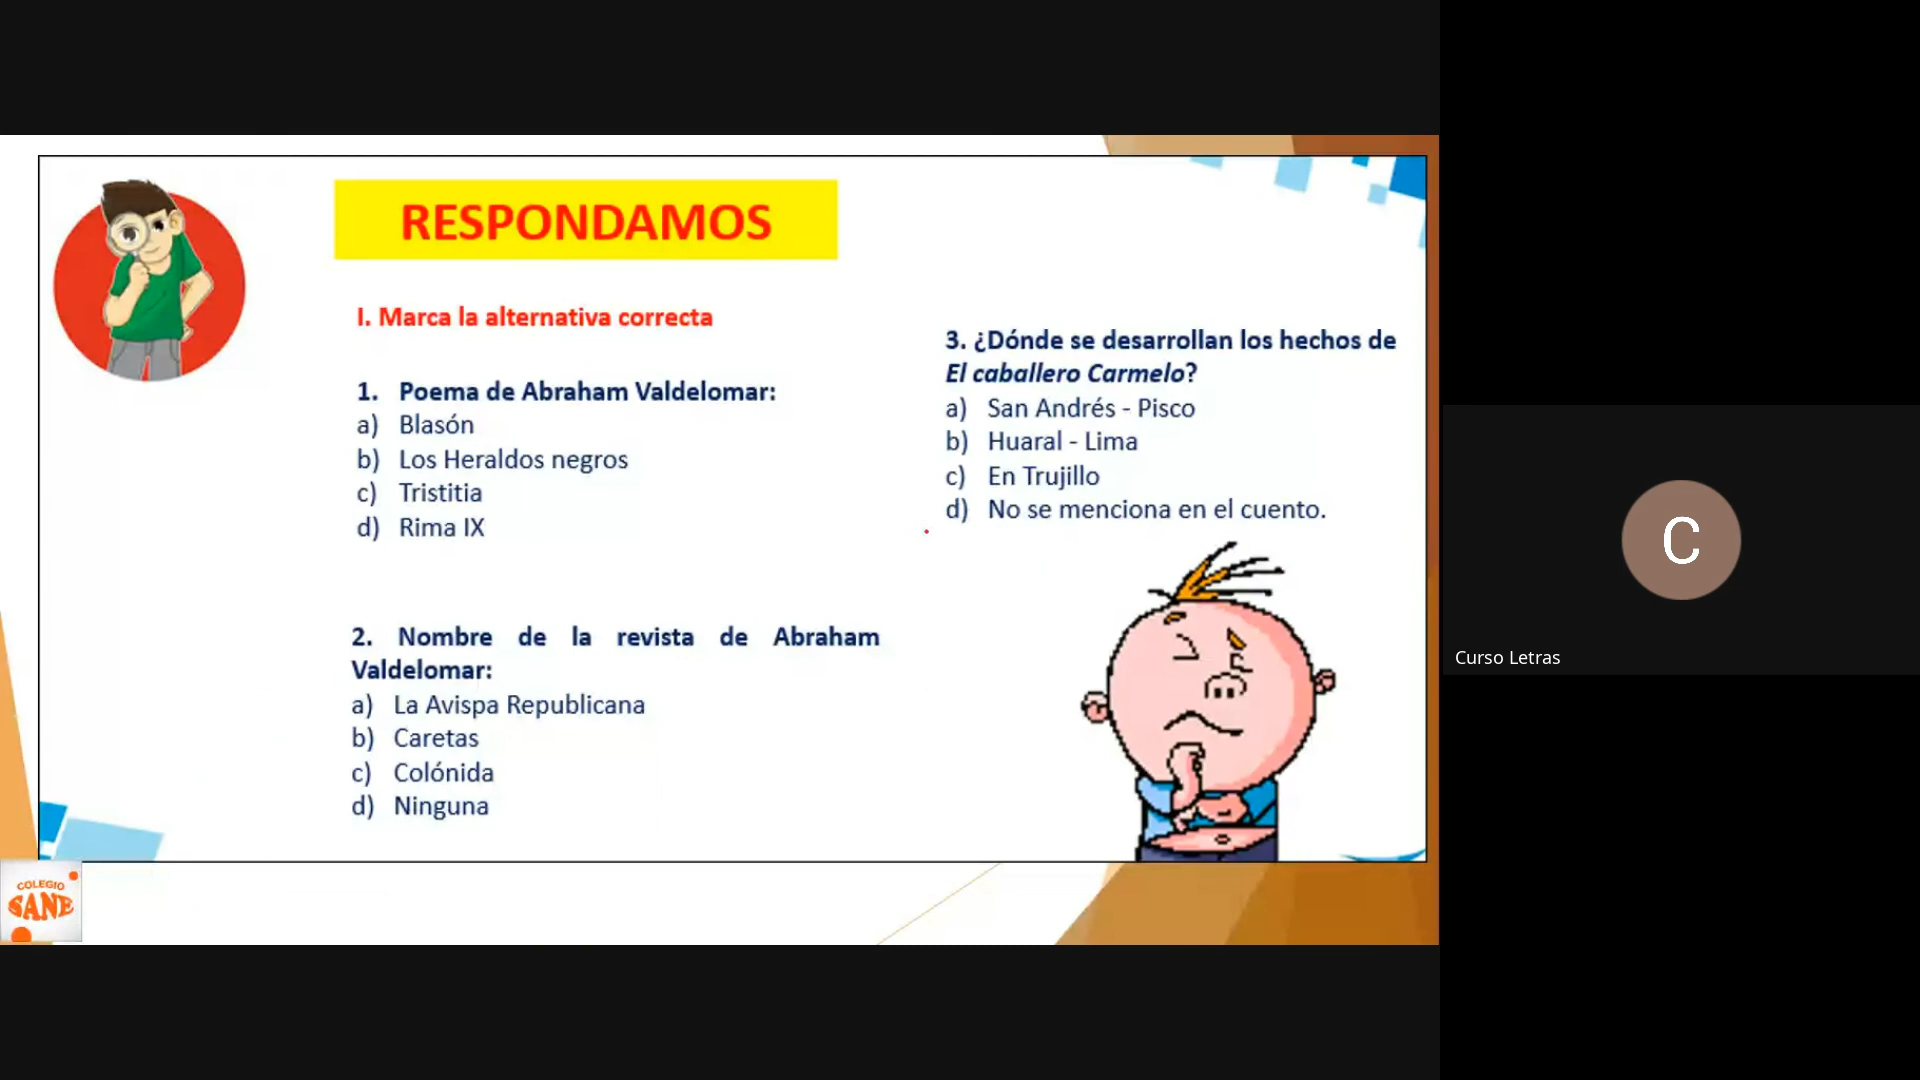 RESPONDAMOS
I. Marca la alternativa correcta
1. Poema de Abraham Valdelomar:
a) Blasón
b) Los Heraldos negros
c) Tristitia
d) Rima IX
2. Nombre de la revista de Abraham
Valdelomar:
a) La Avispa Republicana
b) Caretas
c) Colónida
d) Ninguna
3. ¿Dónde se desarrollan los hechos de
El caballero Carmelo?
a) San Andrés - Pisco
b) Huaral - Lima
c) En Trujillo
d) No se menciona en el cuento.
COLEGIO
SANE
C
Curso Letras